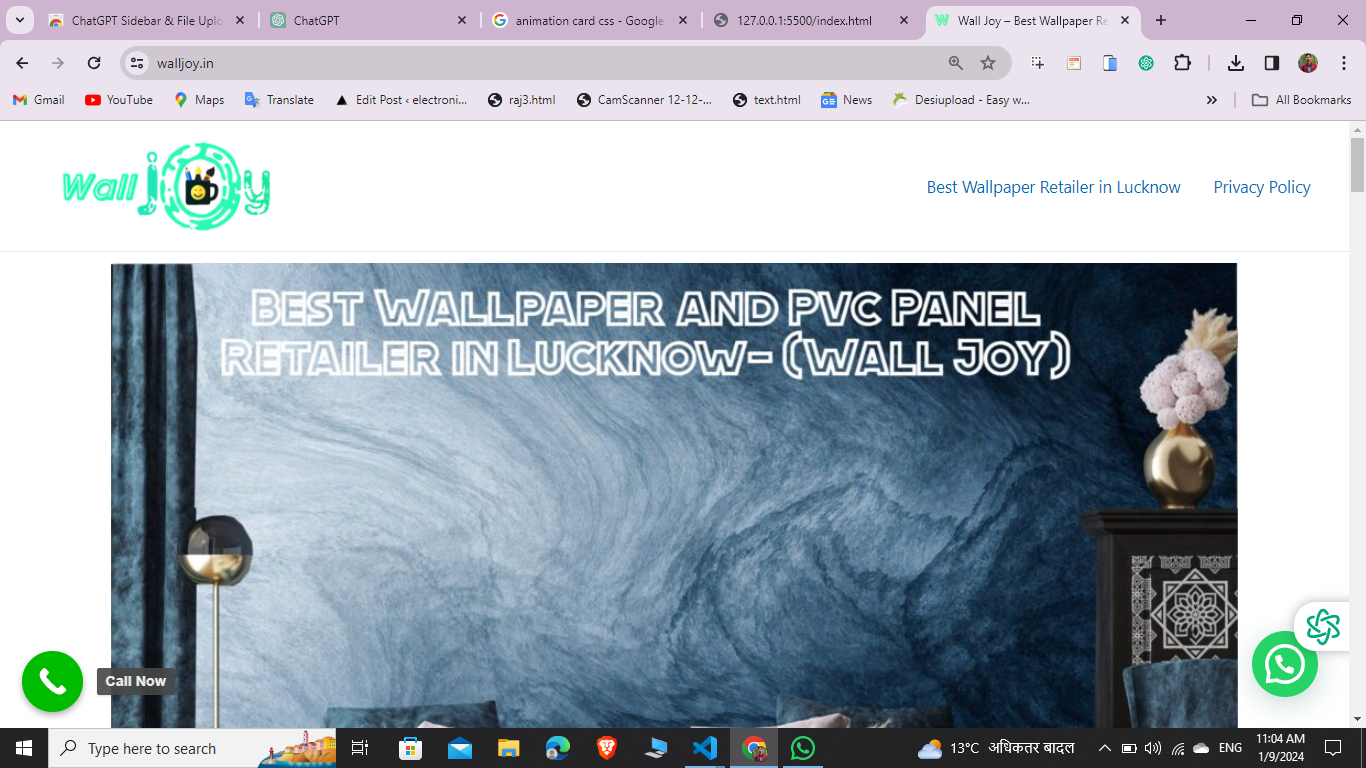 ChatGPT Sidebar & File Uplo
ChatGPT
animation card css - Google
127.0.0.1:5500/index.html
Wall Joy – Best Wallpaper Re
walljoy.in
Gmail
YouTube
Maps
Translate
Edit Post ‹ electroni...
raj3.html
CamScanner 12-12-...
text.html
News
Desiupload - Easy w...
»
All Bookmarks
Wall jOy
Best Wallpaper Retailer in Lucknow
Privacy Policy
Best Wallpaper and Pvc Panel
Retailer in Lucknow- (Wall Joy)
Call Now
Type here to search
13°C अधिकतर बादल
ENG
11:04 AM
1/9/2024